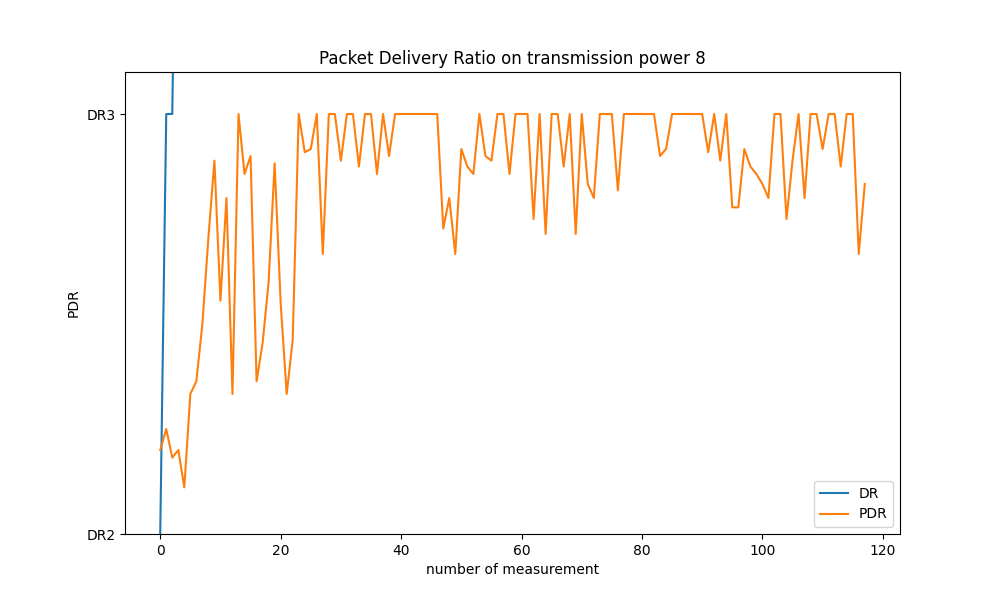 Packet Delivery Ratio on transmission power 8
DR3
PDR
DR2
0 20 40 60 80 100 120
number of measurement
DR
PDR